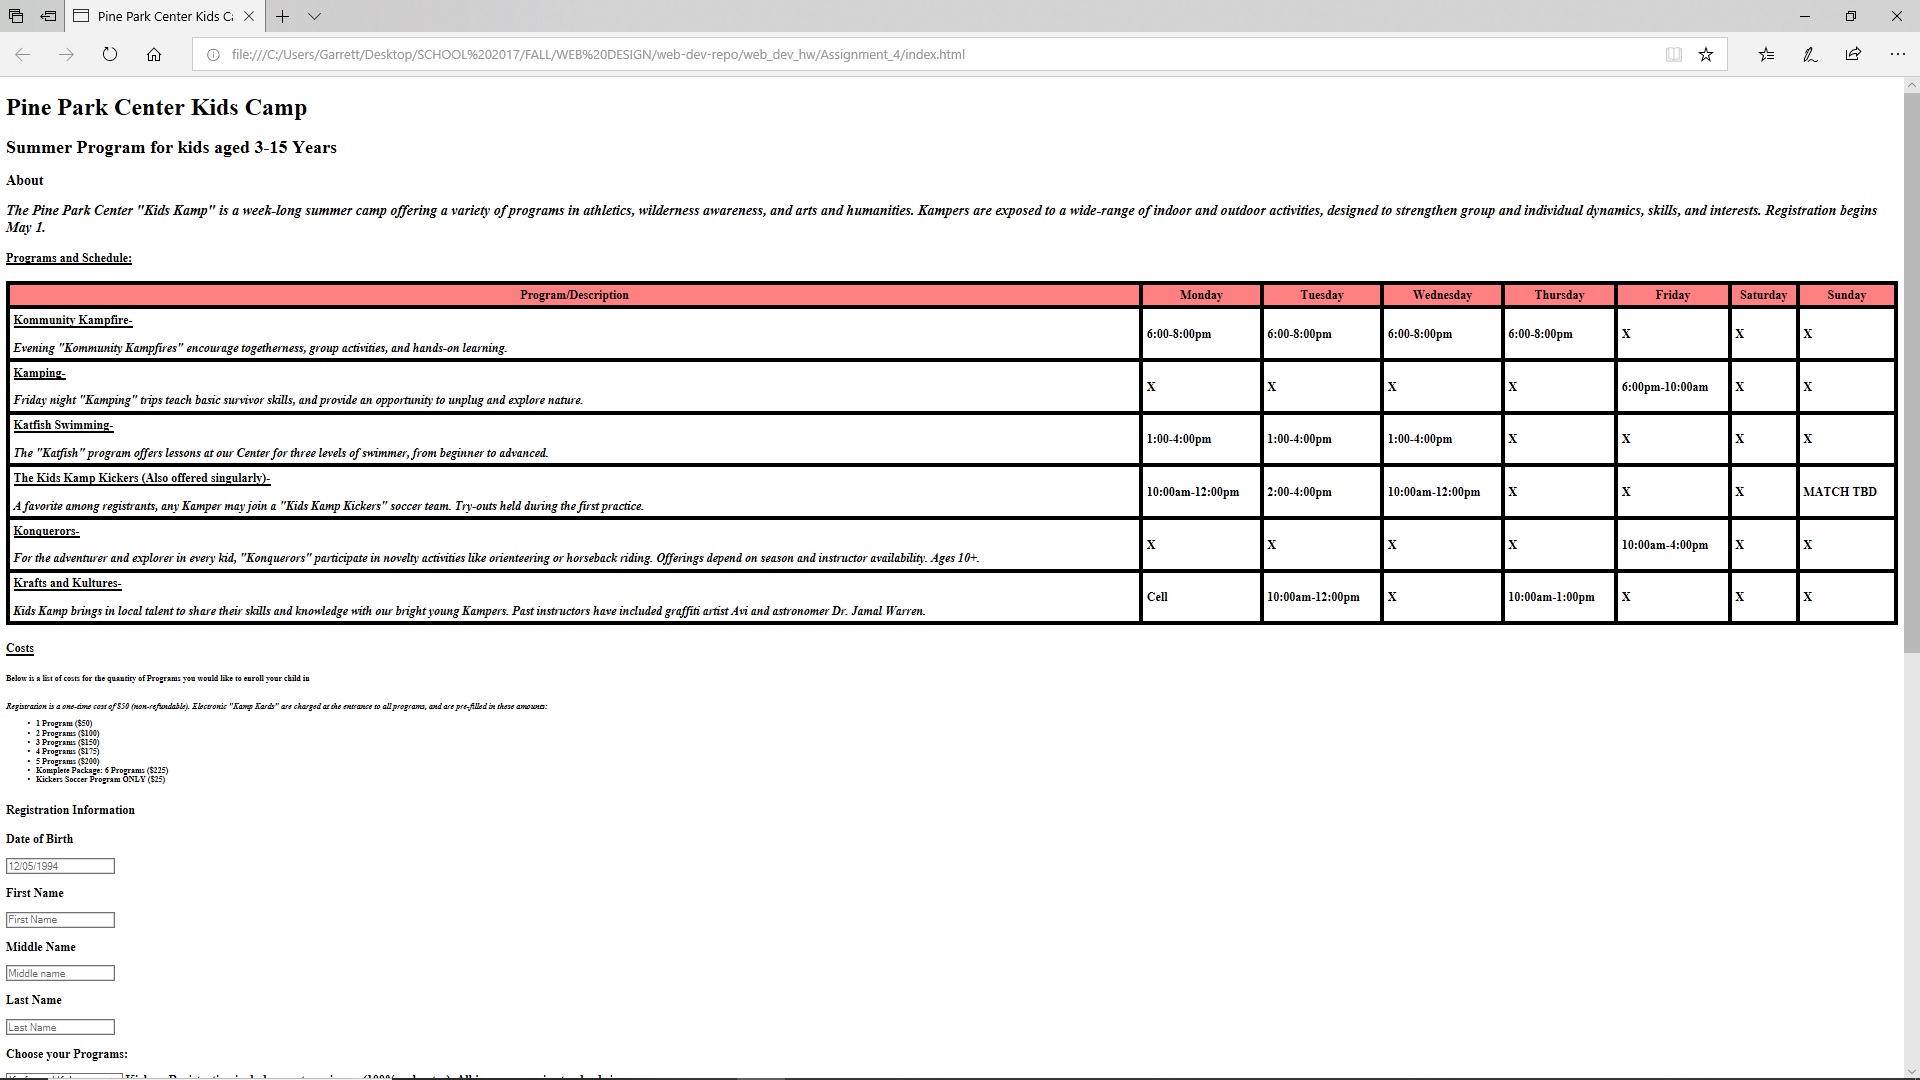 Pine Park Center Kids Ca
file:///C:/Users/Garrett/Desktop/SCHOOL%202017/FALL/WEB%20DESIGN/web-dev-repo/web_dev_hw/Assignment_4/index.html
Pine Park Center Kids Camp
Summer Program for kids aged 3-15 Years
About
The Pine Park Center "Kids Kamp" is a week-long summer camp offering a variety of programs in athletics, wilderness awareness, and arts and humanities. Kampers are exposed to a wide-range of indoor and outdoor activities, designed to strengthen group and individual dynamics, skills, and interests. Registration begins
May 1.
Programs and Schedule:
Program/Description Monday Tuesday Wednesday Thursday Friday Saturday Sunday
Kommunity Kampfire-
Evening "Kommunity Kampfires" encourage togetherness, group activities, and hands-on learning.
6:00-8:00pm 6:00-8:00pm 6:00-8:00pm 6:00-8:00pm X X X
Kamping-
Friday night "Kamping" trips teach basic survivor skills, and provide an opportunity to unplug and explore nature.
X X X X 6:00pm-10:00am X X
Katfish Swimming-
The "Katfish" program offers lessons at our Center for three levels of swimmer, from beginner to advanced.
1:00-4:00pm 1:00-4:00pm 1:00-4:00pm X X X X
The Kids Kamp Kickers (Also offered singularly)-
A favorite among registrants, any Kamper may join a "Kids Kamp Kickers" soccer team. Try-outs held during the first practice.
10:00am-12:00pm 2:00-4:00pm 10:00am-12:00pm X X X MATCH TBD
Konquerors-
For the adventurer and explorer in every kid, "Konquerors" participate in novelty activities like orienteering or horseback riding. Offerings depend on season and instructor availability. Ages 10+.
X X X X 10:00am-4:00pm X X
Krafts and Kultures-
Kids Kamp brings in local talent to share their skills and knowledge with our bright young Kampers. Past instructors have included graffiti artist Avi and astronomer Dr. Jamal Warren.
Cell 10:00am-12:00pm X 10:00am-1:00pm X X X
Costs
Below is a list of costs for the quantity of Programs you would like to enroll your child in
Registration is a one-time cost of $50 (non-refundable). Electronic "Kamp Kards" are charged at the entrance to all programs, and are pre-filled in these amounts:
• 1 Program ($50)
• 2 Programs ($100)
• 3 Programs ($150)
• 4 Programs ($175)
• 5 Programs ($200)
• Komplete Package: 6 Programs ($225)
• Kickers Soccer Program ONLY ($25)
Registration Information
Date of Birth
12/05/1994
First Name
First Name
Middle Name
Middle name
Last Name
Last Name
Choose your Programs: